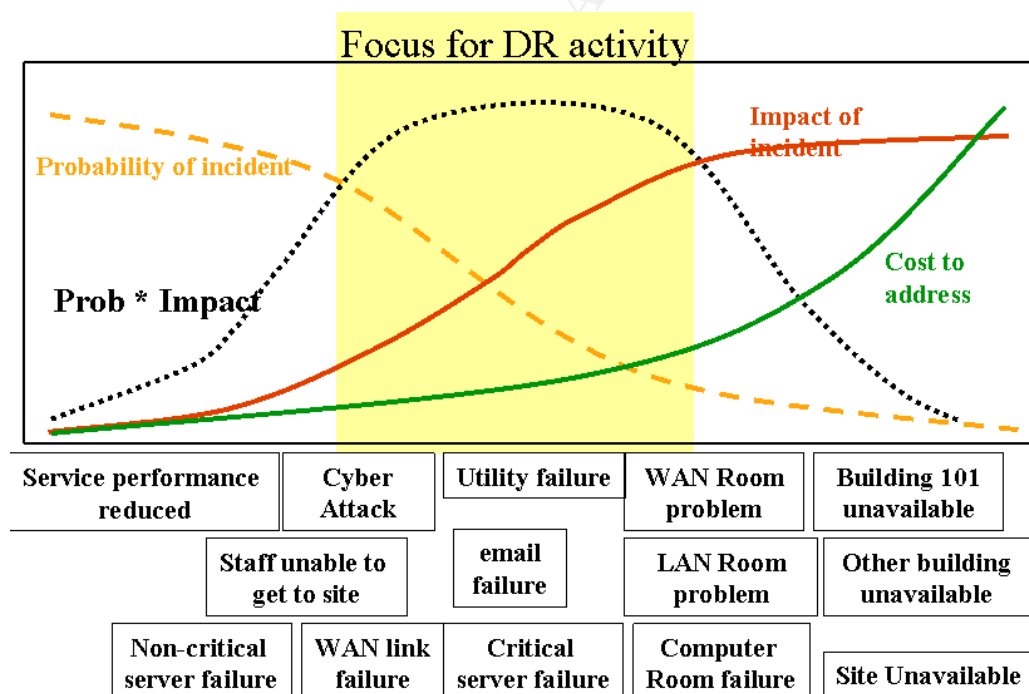 Focus for DR activity
Impact of
incident
Probability of incident
Cost to
address
Prob * Impact
Service performance
reduced
Cyber
Attack
Utility failure
WAN Room
problem
Building 101
unavailable
Staff unable to
get to site
email
failure
LAN Room
problem
Other building
unavailable
Non-critical
server failure
WAN link
failure
Critical
server failure
Computer
Room failure
Site Unavailable